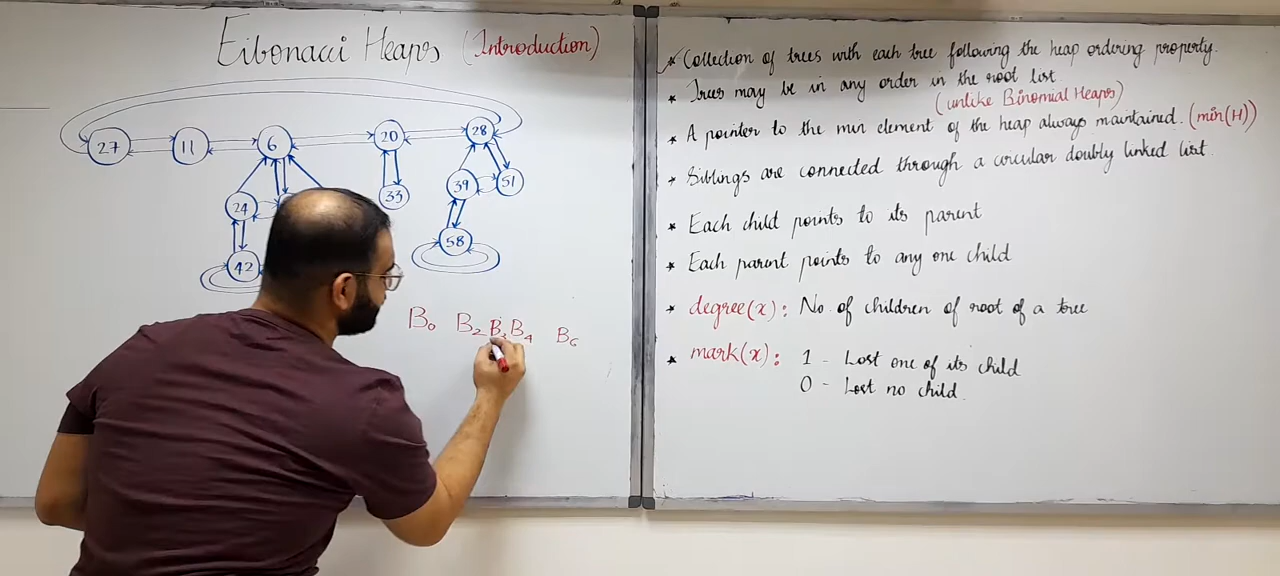 Fibonacci Heaps (Introduction)
27 11 6 20 28
24 33 39 51
42 58
B0 B2 B3 B4 B6
Collection of trees with each tree following the heap ordering property.
* Trees may be in any order in the root list.
(unlike Binomial Heaps)
* A pointer to the min element of the heap always maintained. (min(H))
* Siblings are connected through a circular doubly linked list.
* Each child points to its parent
* Each parent points to any one child
* degree(x): No. of children of root of a tree
* mark(x): 1 - Lost one of its child
0 - Lost no child.